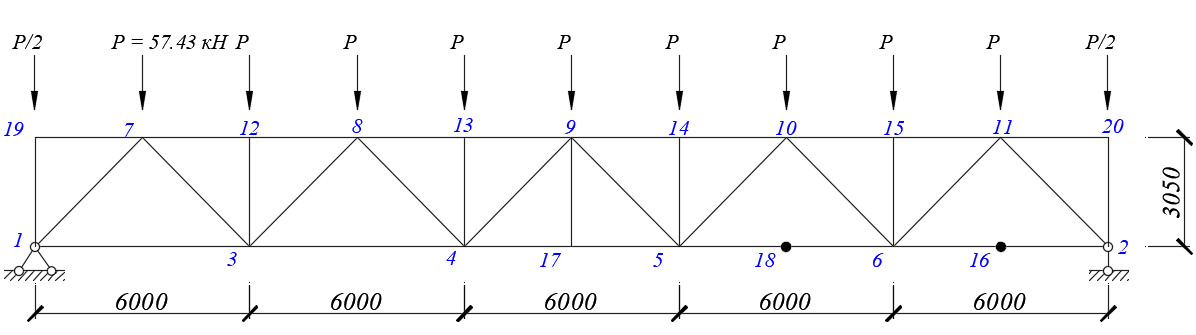 P/2 P = 57.43 кН P P P P P P P P P/2
19 7 12 8 13 9 14 10 15 11 20
3050
1 3 4 17 5 18 6 16 2
6000 6000 6000 6000 6000